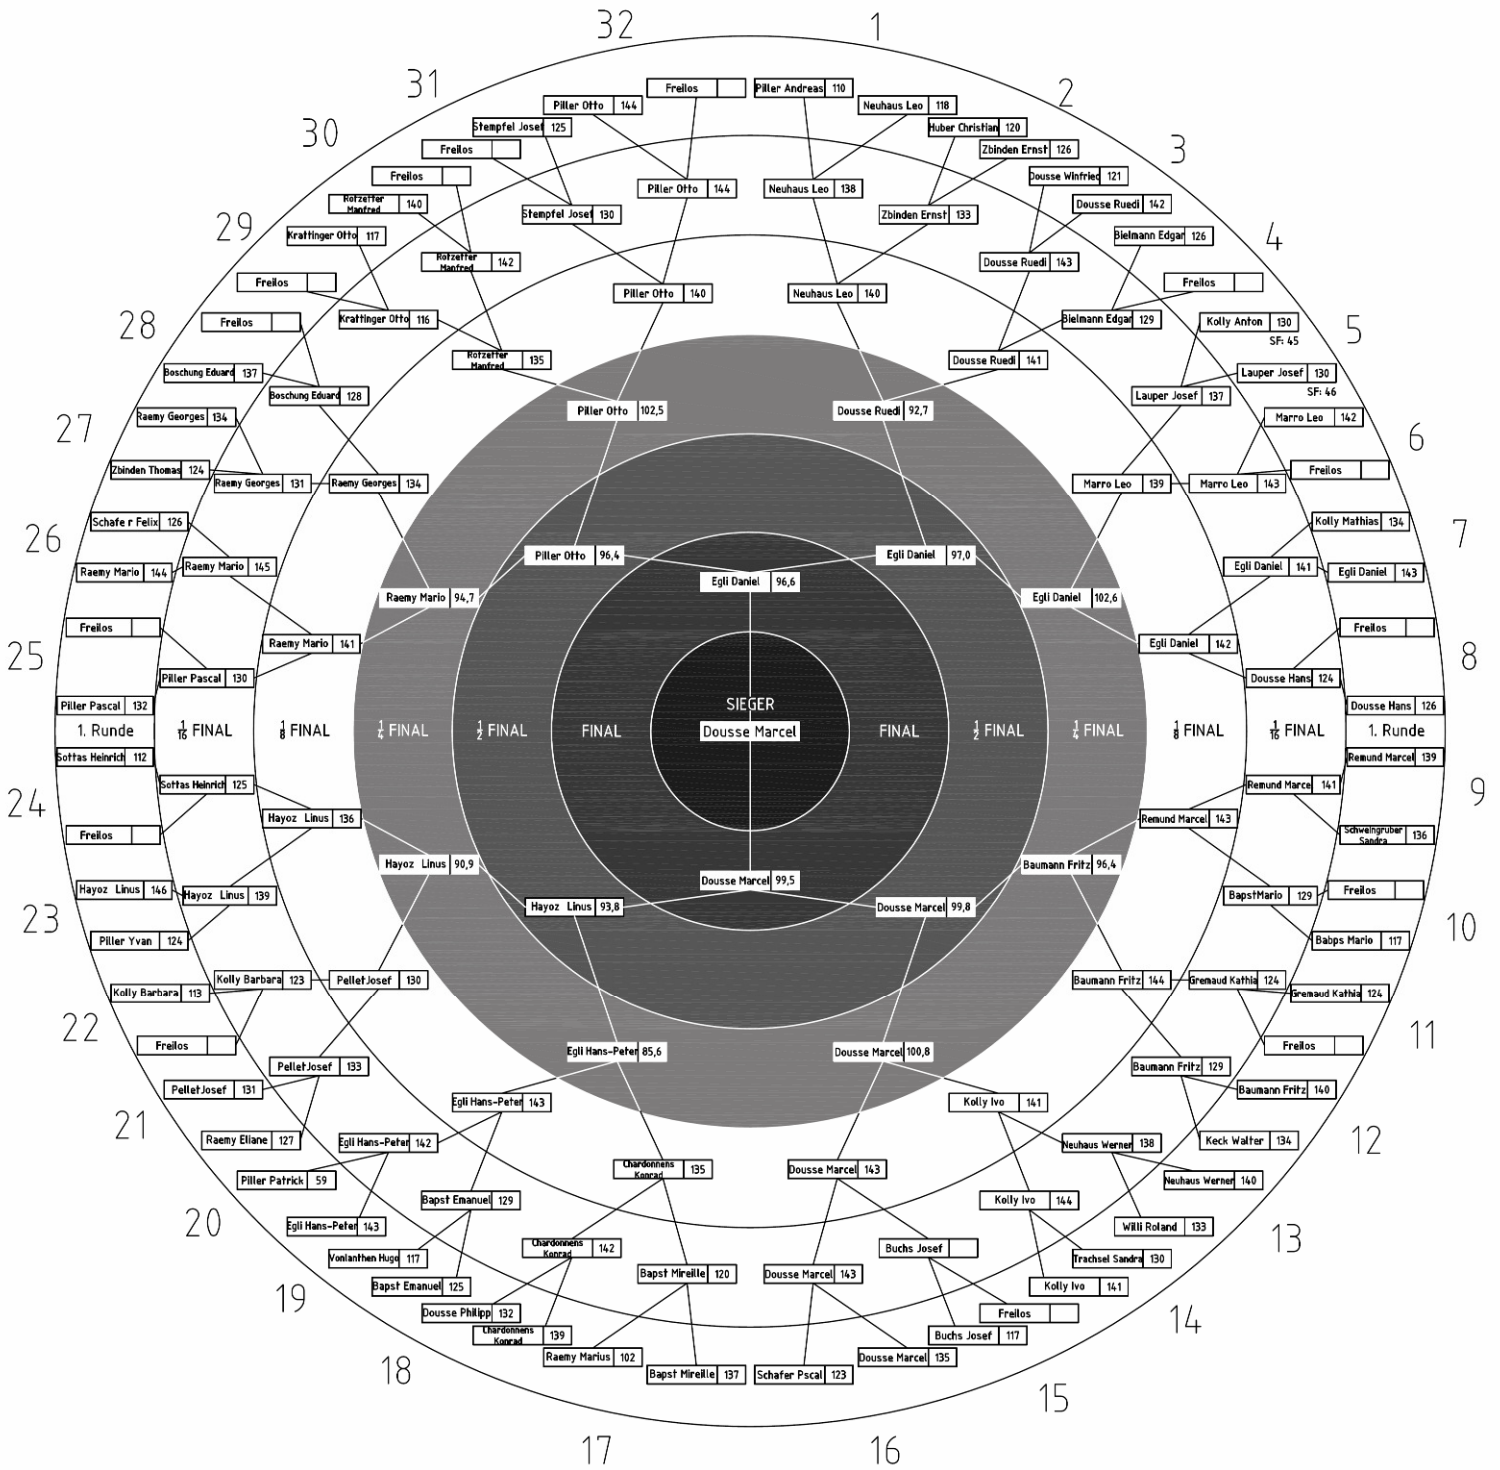 32
1
31
2
30
3
29
4
28
5
27
6
26
7
25
8
24
9
23
10
22
11
21
12
20
13
19
14
18
15
17
16
Freilos
Piller Andreas 110
Piller Otto 144
Neuhaus Leo 118
Stempfel Josef 125
Huber Christian 120
Freilos
Zbinden Ernst 126
Freilos
Dousse Winfried 121
Rotzetter
Manfred 140
Dousse Ruedi 142
Krattinger Otto 117
Bielmann Edgar 126
Freilos
Freilos
Freilos
Kolly Anton 130
SF: 45
Boschung Eduard 137
Lauper Josef 130
SF: 46
Raemy Georges 134
Marro Leo 142
Zbinden Thomas 124
Freilos
Schafe r Felix 126
Kolly Mathias 134
Raemy Mario 144
Egli Daniel 143
Freilos
Freilos
Piller Pascal 132
Dousse Hans 126
Piller Otto 144
Neuhaus Leo 138
Stempfel Josef 130
Zbinden Ernst 133
Rotzetter
Manfred 142
Dousse Ruedi 143
Krattinger Otto 116
Bielmann Edgar 129
Boschung Eduard 128
Lauper Josef 137
Raemy Georges 131
Marro Leo 143
Raemy Mario 145
Egli Daniel 141
Piller Pascal 130
Dousse Hans 124
Piller Otto 140
Neuhaus Leo 140
Rotzetter
Manfred 135
Dousse Ruedi 141
Raemy Georges 134
Marro Leo 139
Raemy Mario 141
Egli Daniel 142
Piller Otto 102,5
Dousse Ruedi 92,7
Raemy Mario 94,7
Egli Daniel 102,6
Piller Otto 96,4
Egli Daniel 97,0
Egli Daniel 96,6
SIEGER
Dousse Marcel
1. Runde
1/16 FINAL
1/8 FINAL
1/4 FINAL
1/2 FINAL
FINAL
FINAL
1/2 FINAL
1/4 FINAL
1/8 FINAL
1/16 FINAL
1. Runde
Dousse Marcel 99,5
Hayoz Linus 93,8
Dousse Marcel 99,8
Hayoz Linus 90,9
Baumann Fritz 96,4
Egli Hans-Peter 85,6
Dousse Marcel 100,8
Hayoz Linus 136
Remund Marcel 143
Pellet Josef 130
Baumann Fritz 144
Egli Hans-Peter 143
Kolly Ivo 141
Chardonnens
Konrad 135
Dousse Marcel 143
Sottas Heinrich 125
Remund Marce 141
Hayoz Linus 139
BapstMario 129
Kolly Barbara 123
Gremaud Kathia 124
Pellet Josef 133
Baumann Fritz 129
Egli Hans-Peter 142
Neuhaus Werner 138
Bapst Emanuel 129
Kolly Ivo 144
Chardonnens
Konrad 142
Buchs Josef
Bapst Mireille 120
Dousse Marcel 143
Sottas Heinrich 112
Remund Marcel 139
Freilos
Schweingruber
Sandra 136
Hayoz Linus 146
Freilos
Piller Yvan 124
Babps Mario 117
Kolly Barbara 113
Gremaud Kathia 124
Freilos
Freilos
Pellet Josef 131
Baumann Fritz 140
Raemy Eliane 127
Keck Walter 134
Piller Patrick 59
Neuhaus Werner 140
Egli Hans-Peter 143
Willi Roland 133
Vonlanthen Hugo 117
Trachsel Sandra 130
Bapst Emanuel 125
Kolly Ivo 141
Dousse Philipp 132
Freilos
Chardonnens
Konrad 139
Buchs Josef 117
Raemy Marius 102
Dousse Marcel 135
Bapst Mireille 137
Schafer Pscal 123